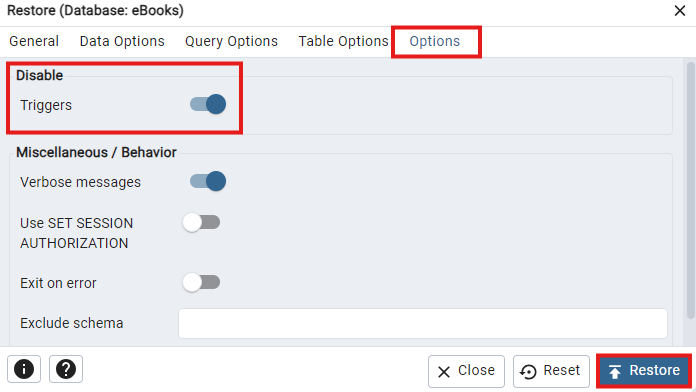 Restore (Database: eBooks)
General Data Options Query Options Table Options Options
Disable
Triggers
Miscellaneous / Behavior
Verbose messages
Use SET SESSION
AUTHORIZATION
Exit on error
Exclude schema
Close Reset Restore